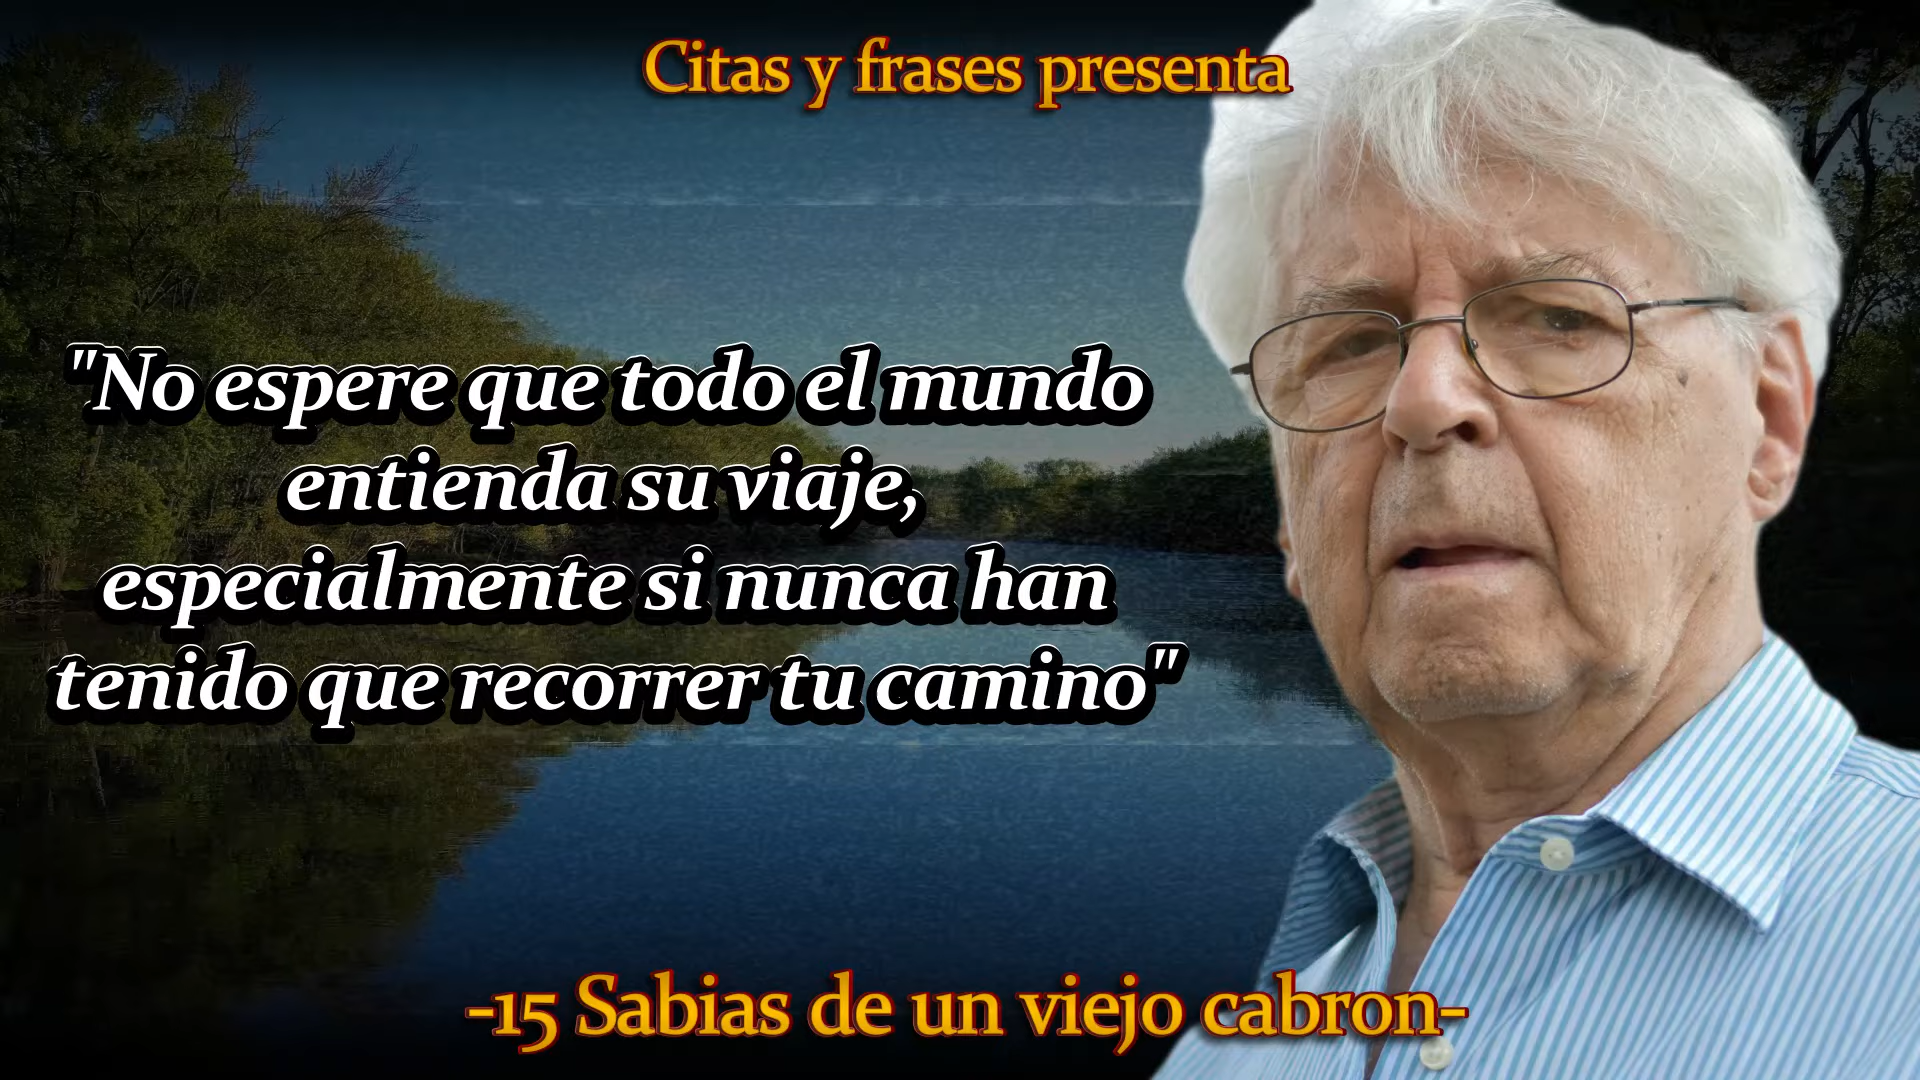 Citas y frases presenta
"No espere que todo el mundo
entienda su viaje,
especialmente si nunca han
tenido que recorrer tu camino"
-15 Sabias de un viejo cabron-